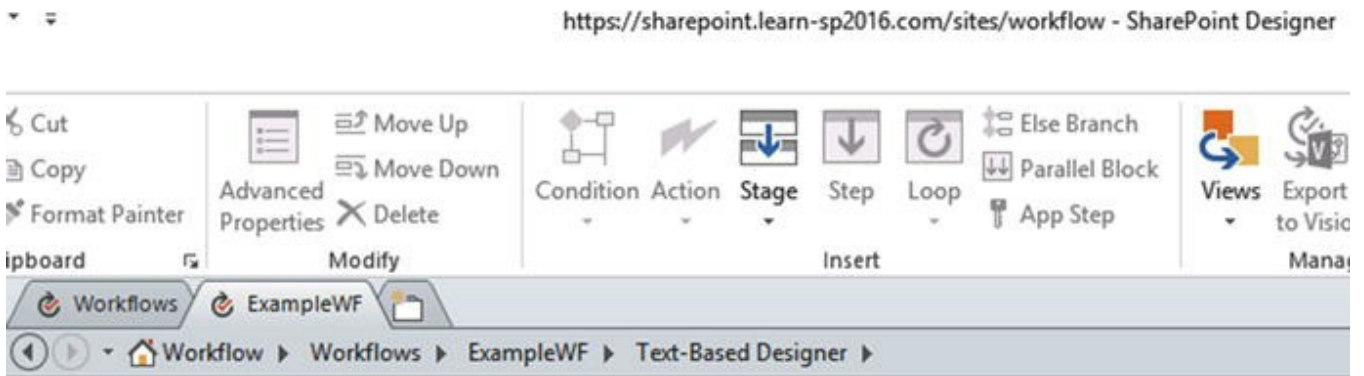 https://sharepoint.learn-sp2016.com/sites/workflow - SharePoint Designer
Cut
Copy
Format Painter
ipboard
Advanced Properties
Move Up
Move Down
Delete
Modify
Condition
Action
Stage
Step
Loop
Else Branch
Parallel Block
App Step
Insert
Views
Export
to Visio
Manag
Workflows
ExampleWF
Workflow
Workflows
ExampleWF
Text-Based Designer